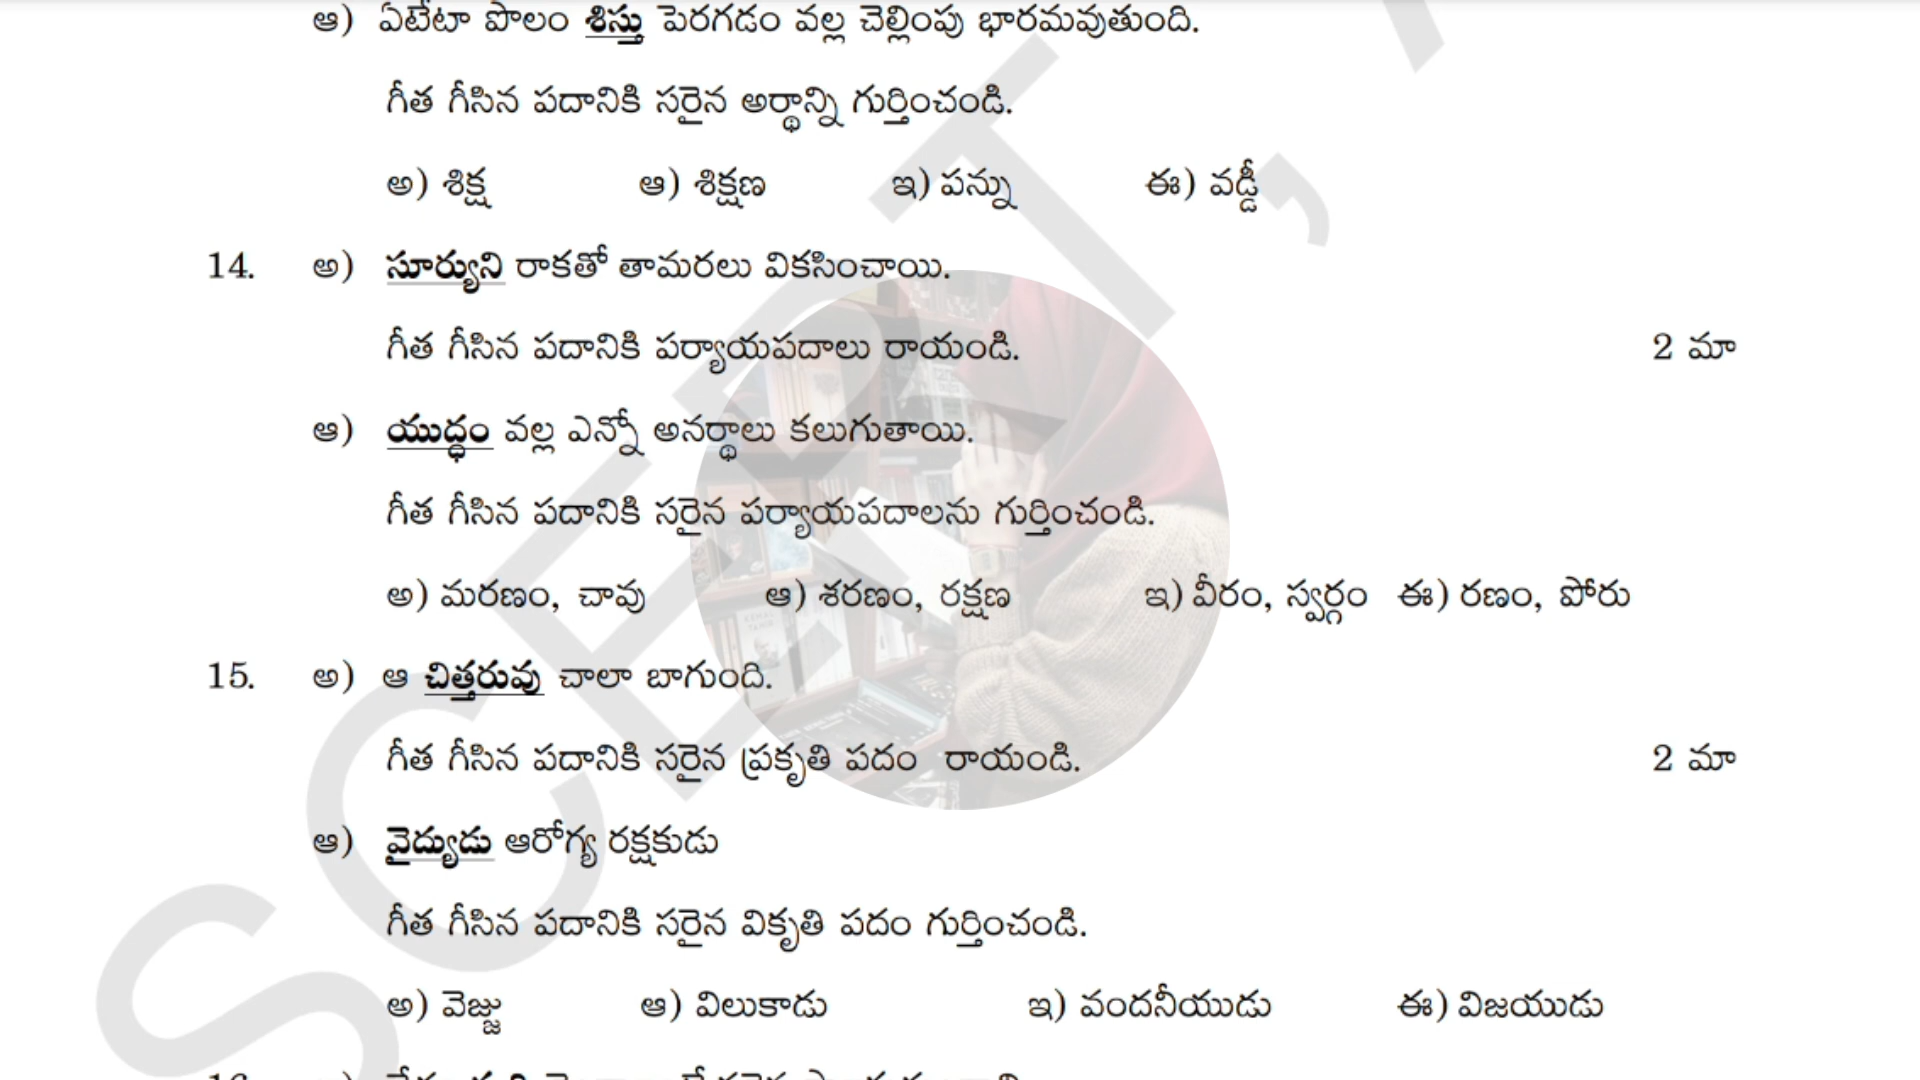 ఆ) ఏటేటా పొలం శిస్తు పెరగడం వల్ల చెల్లింపు భారమవుతుంది.
గీత గీసిన పదానికి సరైన అర్థాన్ని గుర్తించండి.
అ) శిక్ష ఆ) శిక్షణ ఇ) పన్ను ఈ) వడ్డీ
14. అ) సూర్యుని రాకతో తామరలు వికసించాయి.
గీత గీసిన పదానికి పర్యాయపదాలు రాయండి. 2 మా
ఆ) యుద్ధం వల్ల ఎన్నో అనర్థాలు కలుగుతాయి.
గీత గీసిన పదానికి సరైన పర్యాయపదాలను గుర్తించండి.
అ) మరణం, చావు ఆ) శరణం, రక్షణ ఇ) వీరం, స్వర్గం ఈ) రణం, పోరు
15. అ) ఆ చిత్తరువు చాలా బాగుంది.
గీత గీసిన పదానికి సరైన ప్రకృతి పదం రాయండి. 2 మా
ఆ) వైద్యుడు ఆరోగ్య రక్షకుడు
గీత గీసిన పదానికి సరైన వికృతి పదం గుర్తించండి.
అ) వెజ్జు ఆ) విలుకాడు ఇ) వందనీయుడు ఈ) విజయుడు
SCERT,